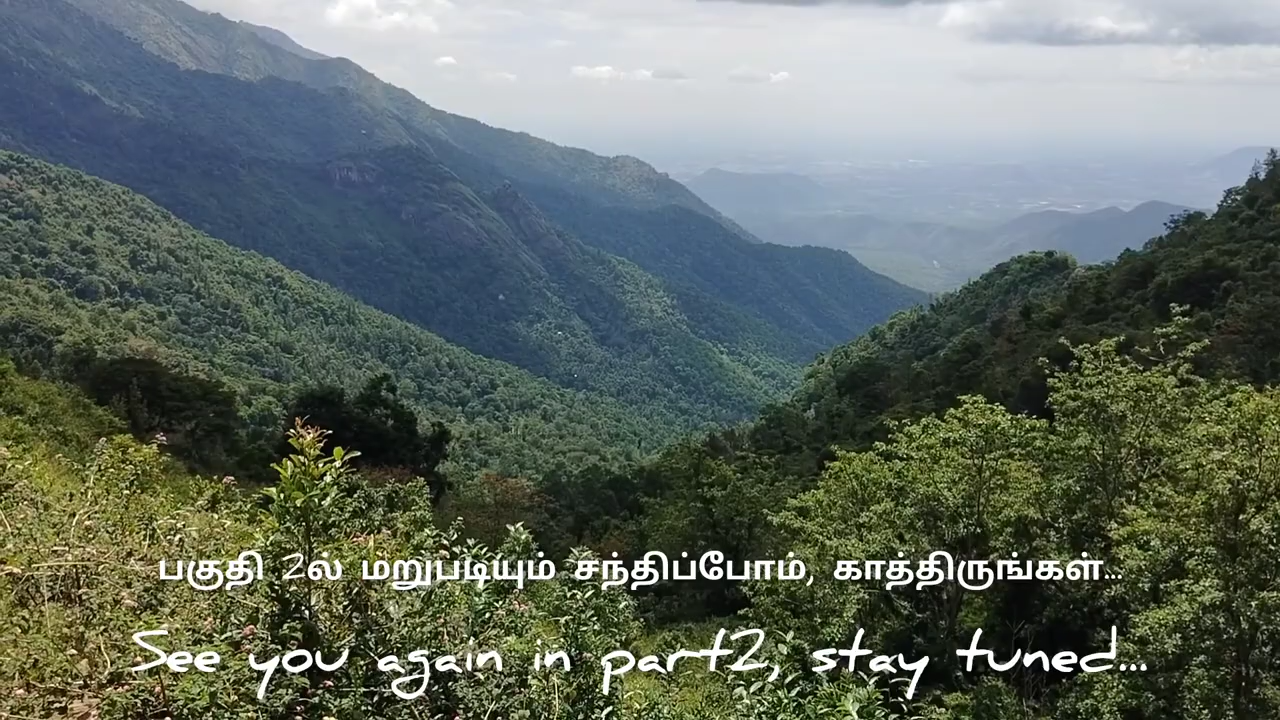 பகுதி 2ல் மறுபடியும் சந்திப்போம், காத்திருங்கள்...
See you again in part2, stay tuned...